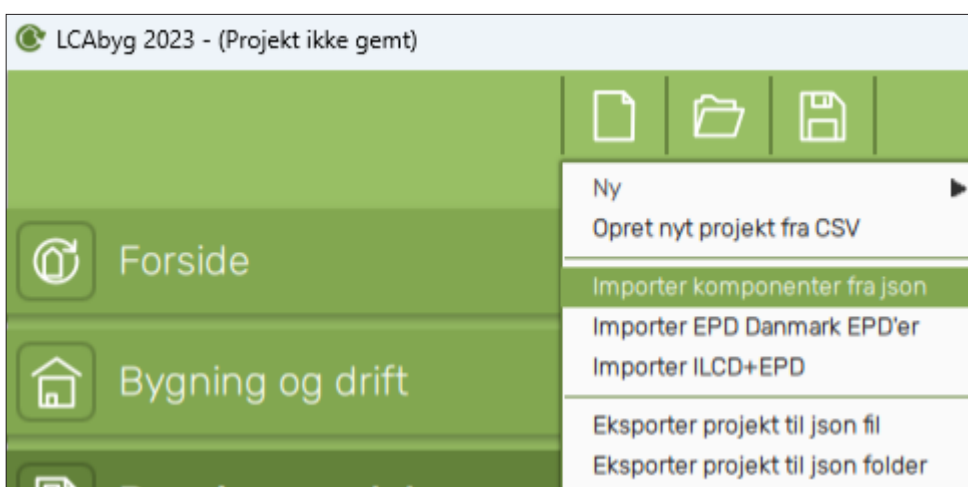 LCAbyg 2023 - (Projekt ikke gemt)
Ny
Opret nyt projekt fra CSV
Forside
Importer komponenter fra json
Importer EPD Danmark EPD'er
Importer ILCD+EPD
Bygning og drift
Eksporter projekt til json fil
Eksporter projekt til json folder